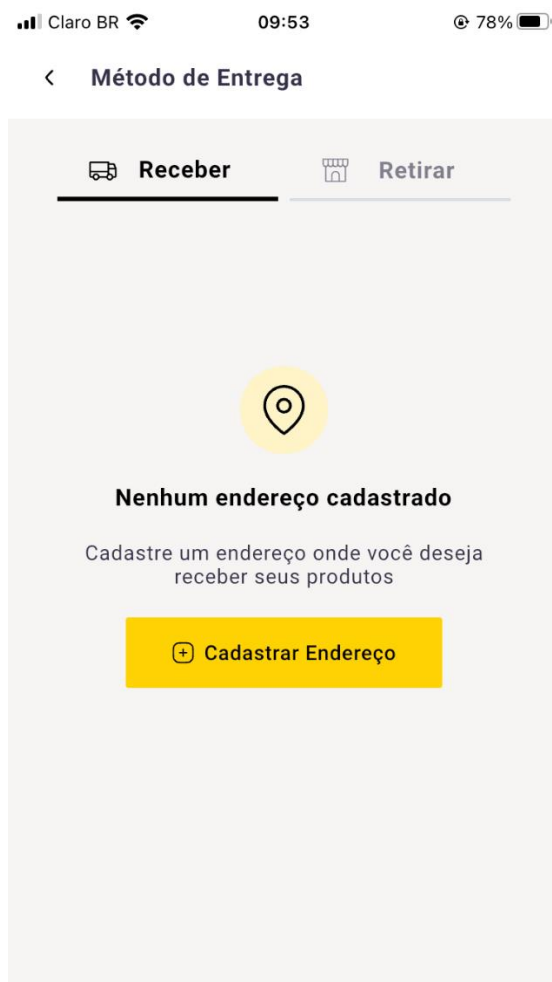 Claro BR 09:53 78%
Método de Entrega
Receber Retirar
Nenhum endereço cadastrado
Cadastre um endereço onde você deseja
receber seus produtos
Cadastrar Endereço